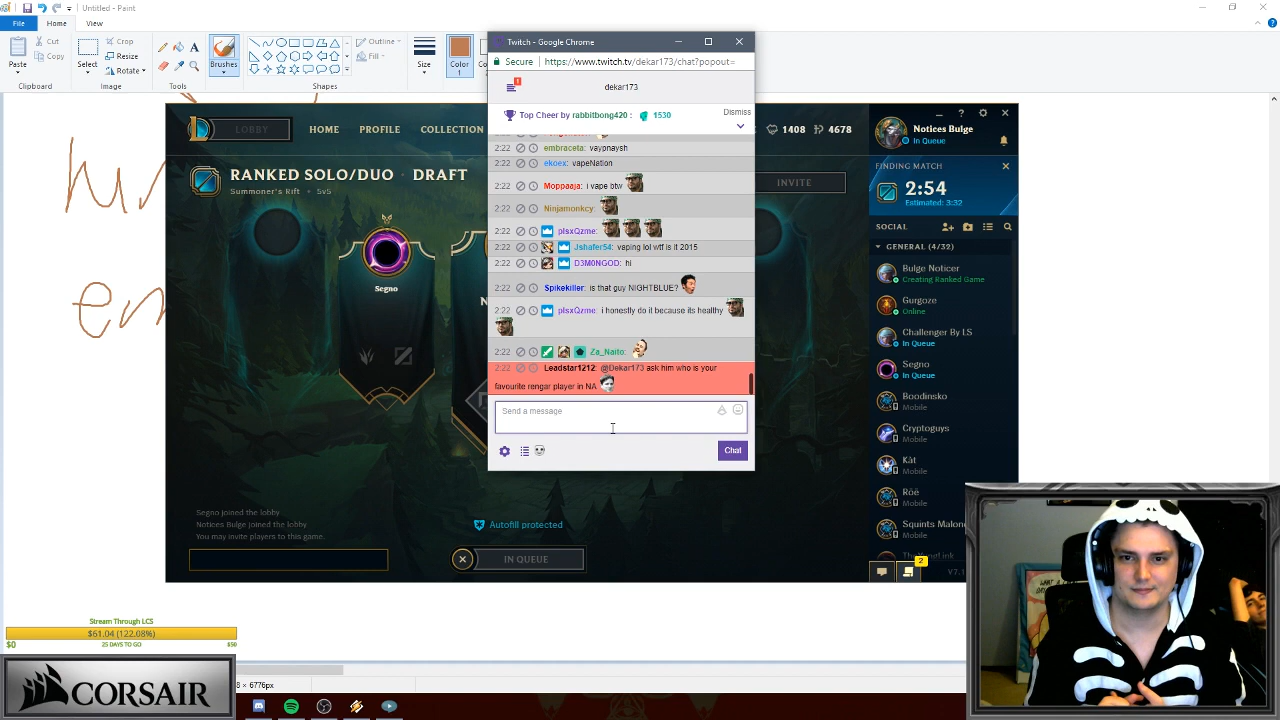 Untitled - Paint
File
Home
View
Paste
Cut
Copy
Clipboard
Select
Crop
Resize
Rotate
Image
Tools
Brushes
Shapes
Outline
Fill
Size
Color
1
Twitch - Google Chrome
Secure
https://www.twitch.tv/dekar173/chat?popout=
dekar173
Top Cheer by rabbitbong420 : 1530
Dismiss
2:22 embraceta: vaypnaysh
2:22 ekoex: vapeNation
2:22 Moppaaja: i vape btw
2:22 Ninjamonkcy:
2:22 plsxQzme:
2:22 Jshafer54: vaping lol wtf is it 2015
2:22 D3M0NGOD: hi
2:22 Spikekiller: is that guy NIGHTBLUE?
2:22 plsxQzme: i honestly do it because its healthy
2:22 Za_Naito:
2:22 Leadstar1212: @Dekar173 ask him who is your
favourite rengar player in NA
Send a message
Chat
LOBBY
HOME
PROFILE
COLLECTION
1408
4678
RANKED SOLO/DUO · DRAFT
Summoner's Rift · 5v5
INVITE
Segno
Segno joined the lobby
Notices Bulge joined the lobby
You may invite players to this game.
Autofill protected
IN QUEUE
Notices Bulge
In Queue
FINDING MATCH
2:54
Estimated: 3:32
SOCIAL
GENERAL (4/32)
Bulge Noticer
Creating Ranked Game
Gurgoze
Online
Challenger By LS
In Queue
Segno
In Queue
Boodinsko
Mobile
Cryptoguys
Mobile
Kât
Mobile
Mobile
Squints Malone
Mobile
2
Stream Through LCS
$61.04 (122.08%)
$0
25 DAYS TO GO
$50
CORSAIR